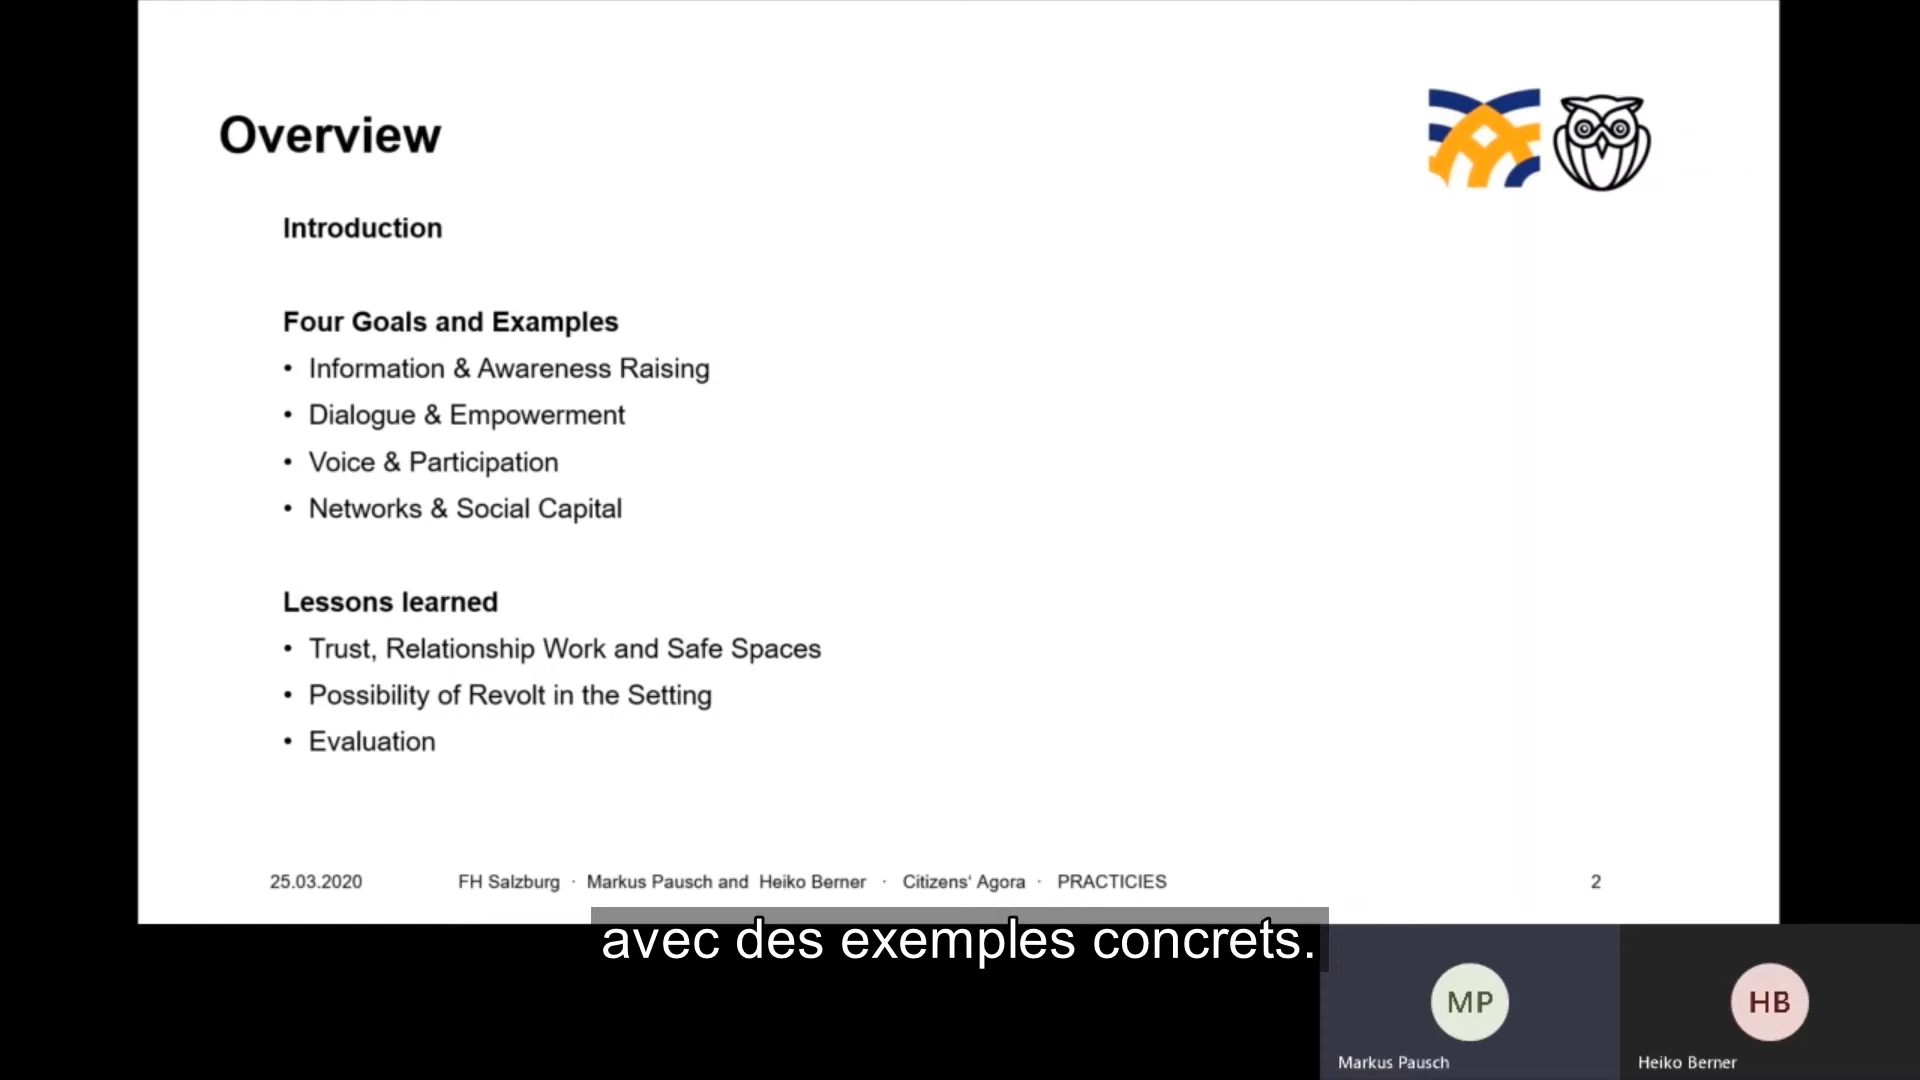 Overview
Introduction
Four Goals and Examples
• Information & Awareness Raising
• Dialogue & Empowerment
• Voice & Participation
• Networks & Social Capital
Lessons learned
• Trust, Relationship Work and Safe Spaces
• Possibility of Revolt in the Setting
• Evaluation
25.03.2020 FH Salzburg · Markus Pausch and Heiko Berner · Citizens‘ Agora · PRACTICIES 2
avec des exemples concrets.
MP
Markus Pausch
HB
Heiko Berner